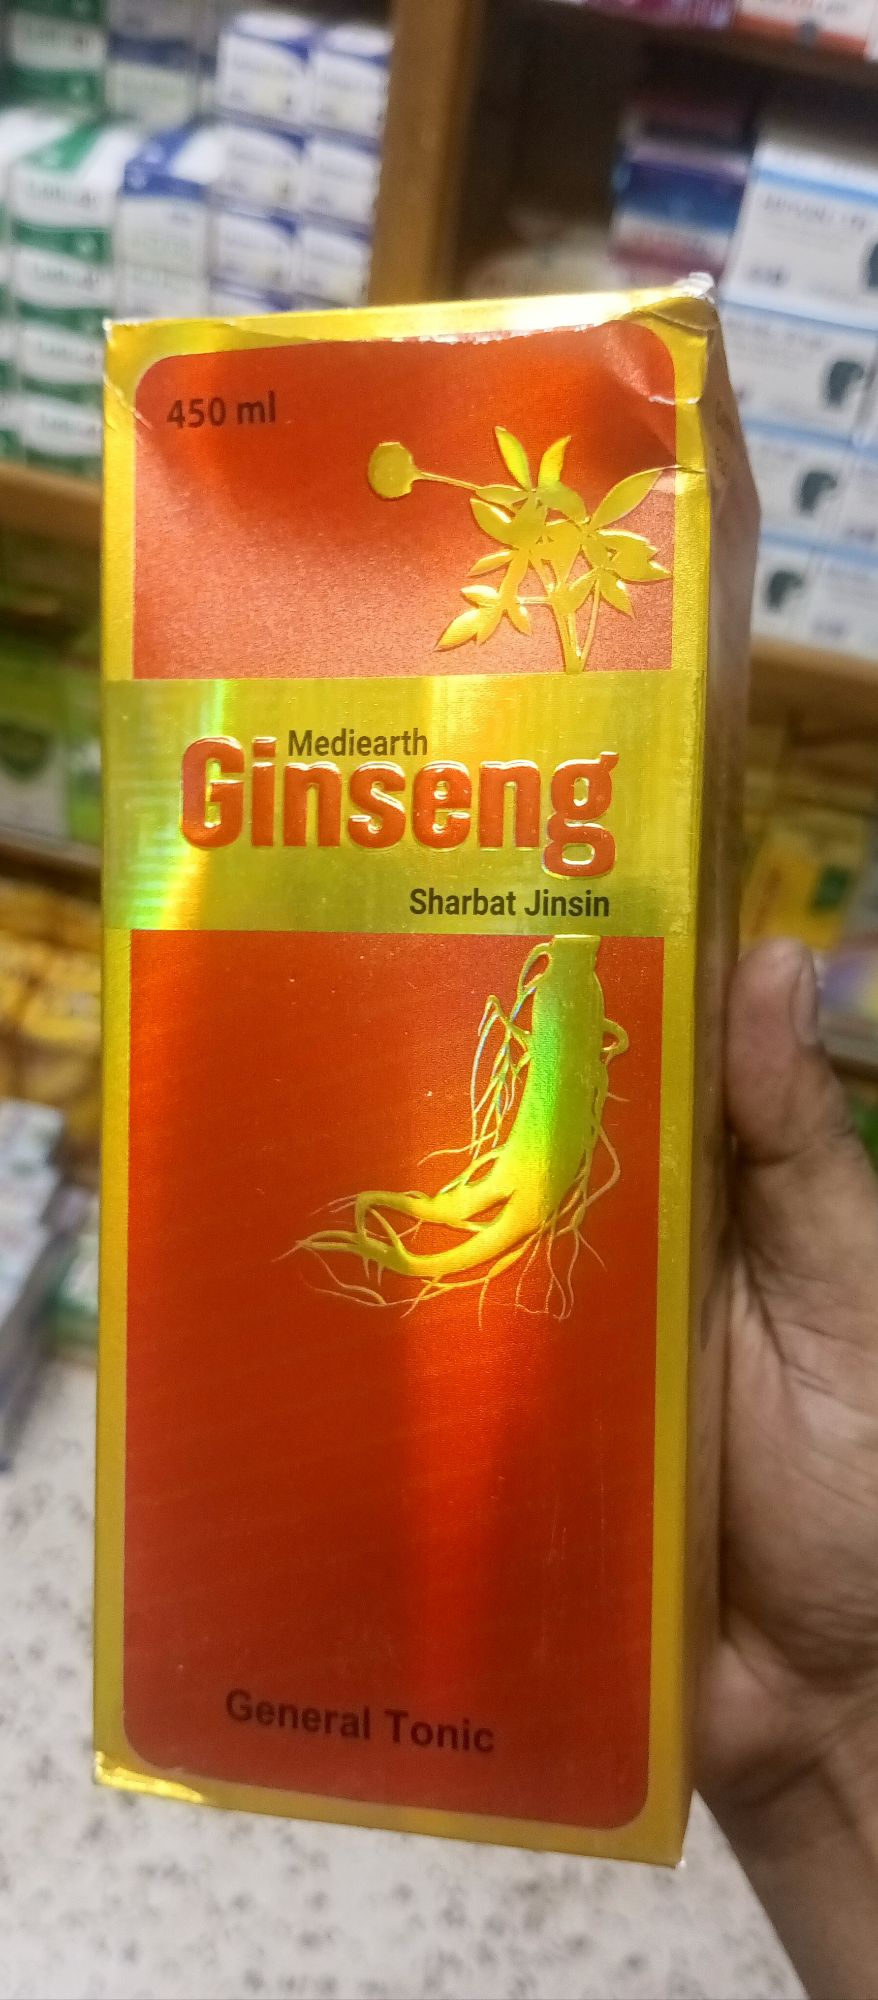 450 ml
Mediearth
Ginseng
Sharbat Jinsin
General Tonic